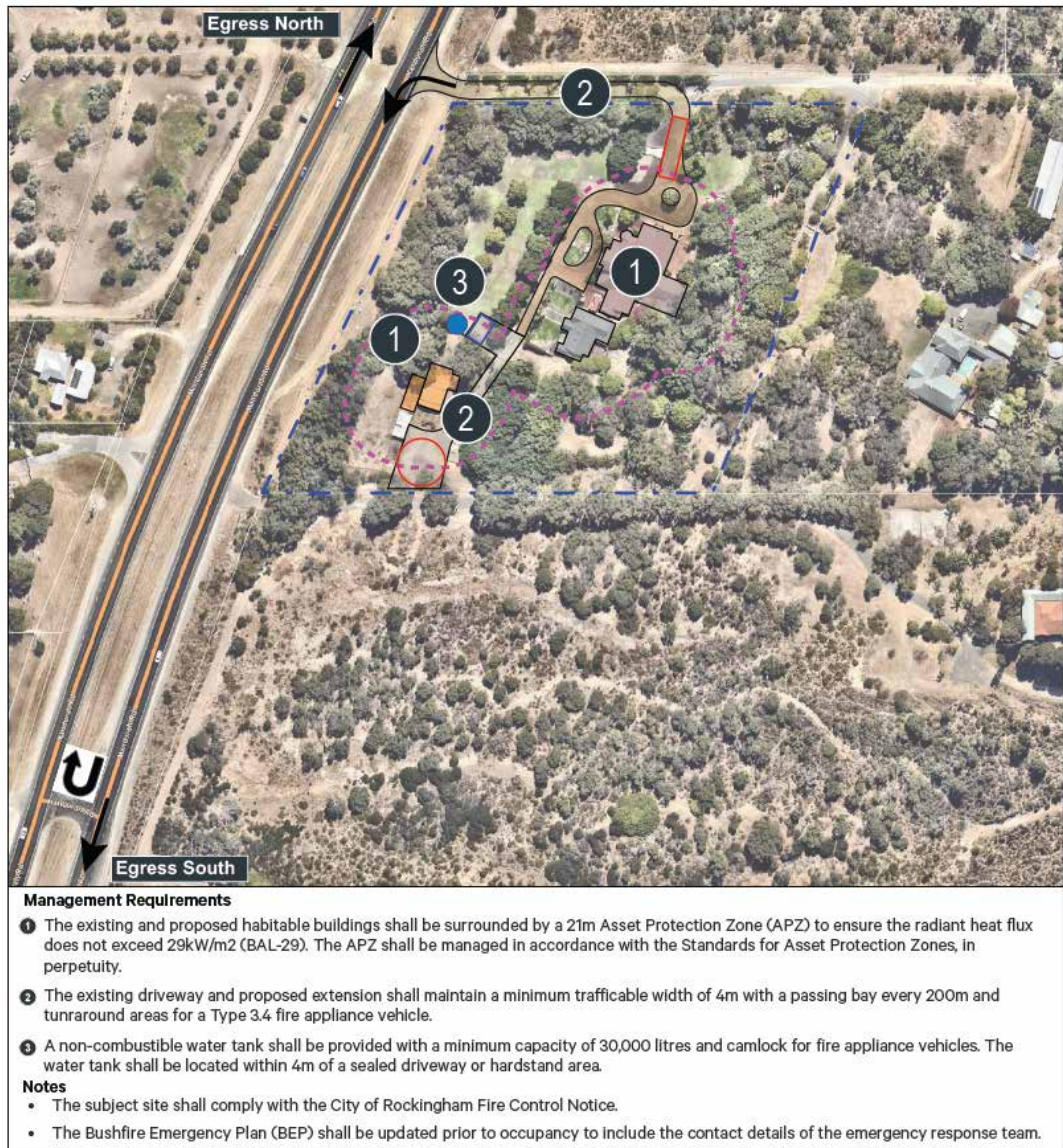 Egress North
2
3
1
1
2
Egress South
Management Requirements
1 The existing and proposed habitable buildings shall be surrounded by a 21m Asset Protection Zone (APZ) to ensure the radiant heat flux
does not exceed 29kW/m2 (BAL-29). The APZ shall be managed in accordance with the Standards for Asset Protection Zones, in
perpetuity.
2 The existing driveway and proposed extension shall maintain a minimum trafficable width of 4m with a passing bay every 200m and
tunraround areas for a Type 3.4 fire appliance vehicle.
3 A non-combustible water tank shall be provided with a minimum capacity of 30,000 litres and camlock for fire appliance vehicles. The
water tank shall be located within 4m of a sealed driveway or hardstand area.
Notes
• The subject site shall comply with the City of Rockingham Fire Control Notice.
• The Bushfire Emergency Plan (BEP) shall be updated prior to occupancy to include the contact details of the emergency response team.